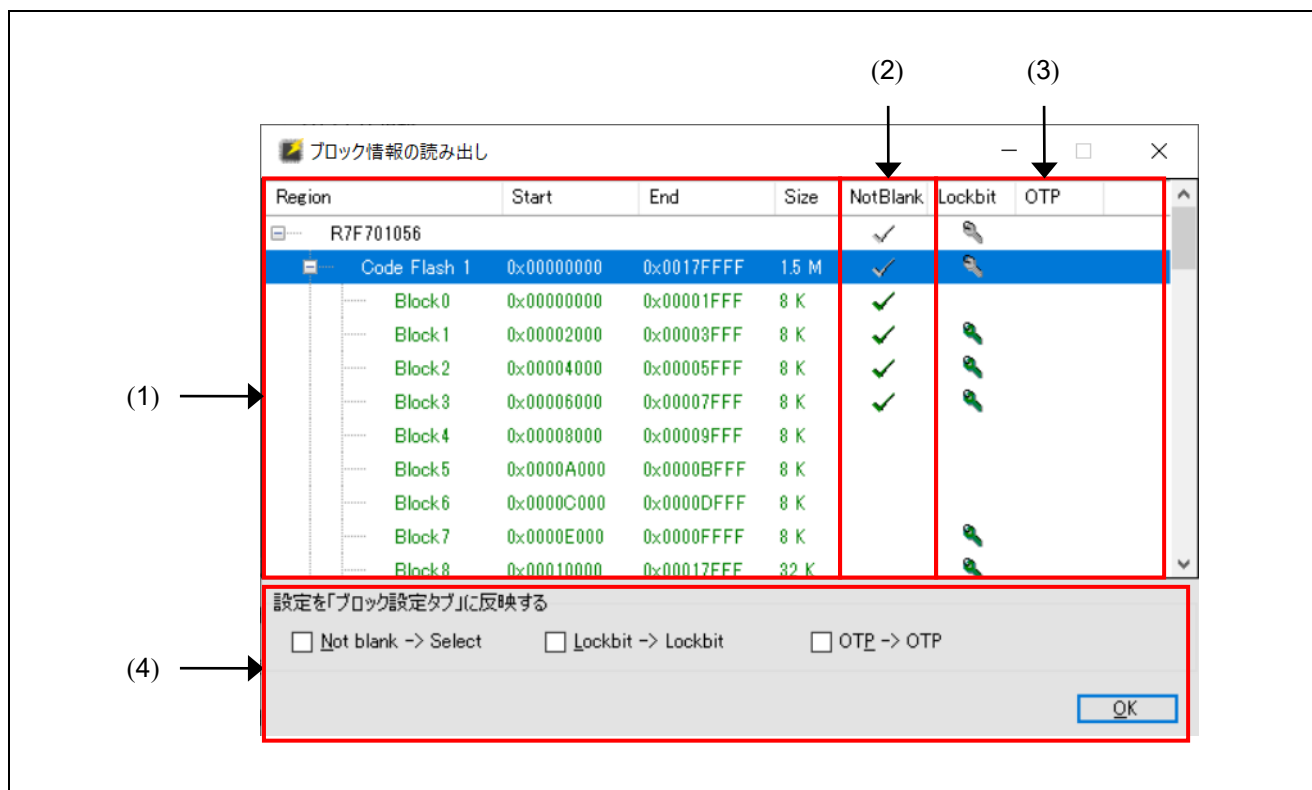 (2) (3)
ブロック情報の読み出し
Region Start End Size NotBlank Lockbit OTP
R7F701056
Code Flash 1 0x00000000 0x0017FFFF 1.5 M
Block0 0x00000000 0x00001FFF 8 K
Block1 0x00002000 0x00003FFF 8 K
Block2 0x00004000 0x00005FFF 8 K
(1)
Block3 0x00006000 0x00007FFF 8 K
Block4 0x00008000 0x00009FFF 8 K
Block5 0x0000A000 0x0000BFFF 8 K
Block6 0x0000C000 0x0000DFFF 8 K
Block7 0x0000E000 0x0000FFFF 8 K
Block8 0x00010000 0x00017FFF 32 K
設定を「ブロック設定タブ」に反映する
Not blank -> Select Lockbit -> Lockbit OTP -> OTP
(4)
OK